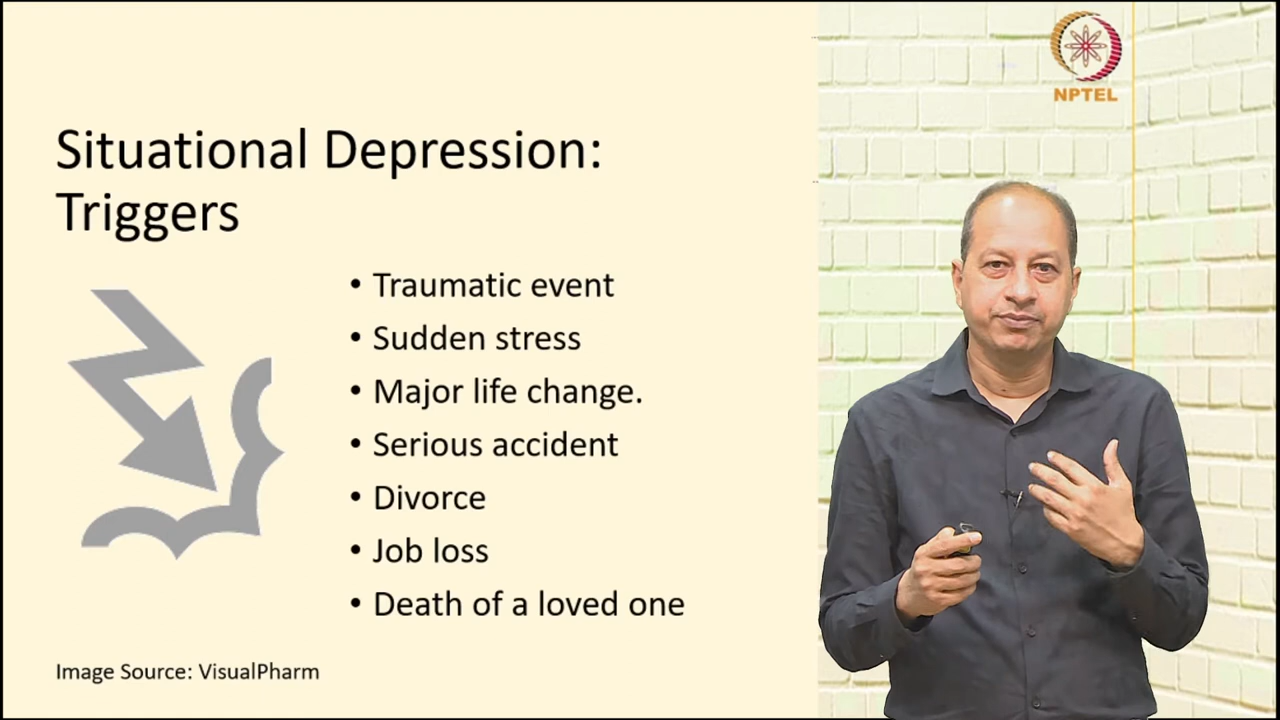 NPTEL
Situational Depression:
Triggers
• Traumatic event
• Sudden stress
• Major life change.
• Serious accident
• Divorce
• Job loss
• Death of a loved one
Image Source: VisualPharm